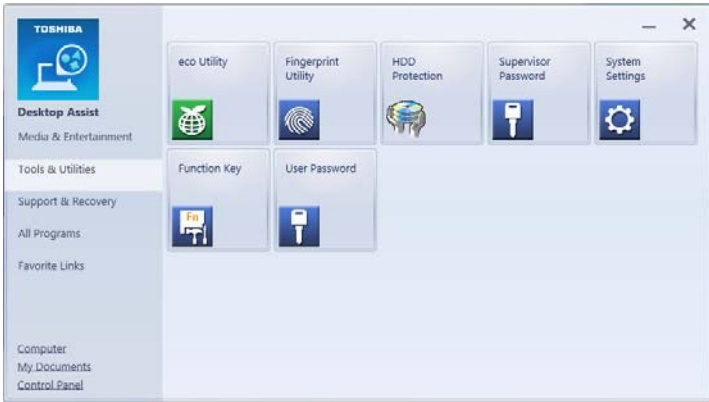 TOSHIBA
Desktop Assist
Media & Entertainment
Tools & Utilities
Support & Recovery
All Programs
Favorite Links
Computer
My Documents
Control Panel
eco Utility
Fingerprint
Utility
HDD
Protection
Supervisor
Password
System
Settings
Function Key
Fn
User Password